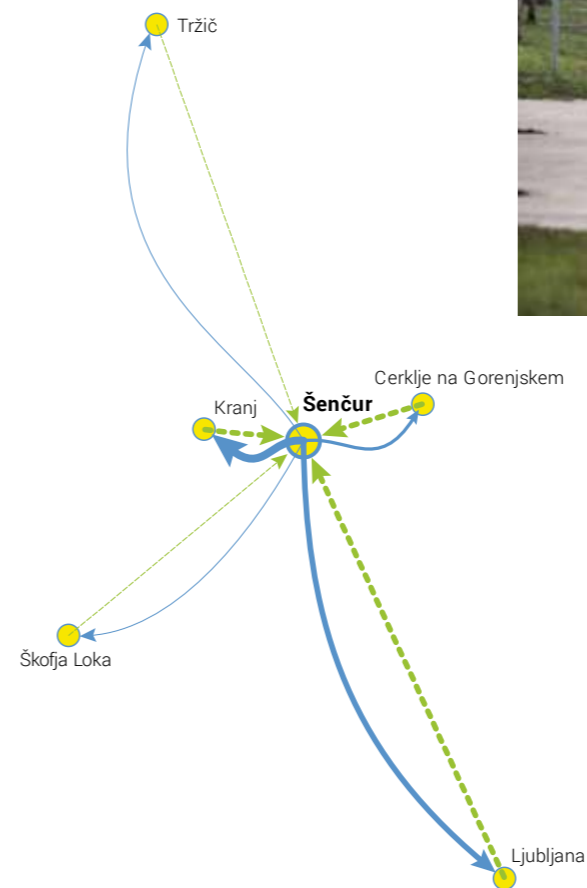 Tržič
Cerklje na Gorenjskem
Kranj
Šenčur
Škofja Loka
Ljubljana